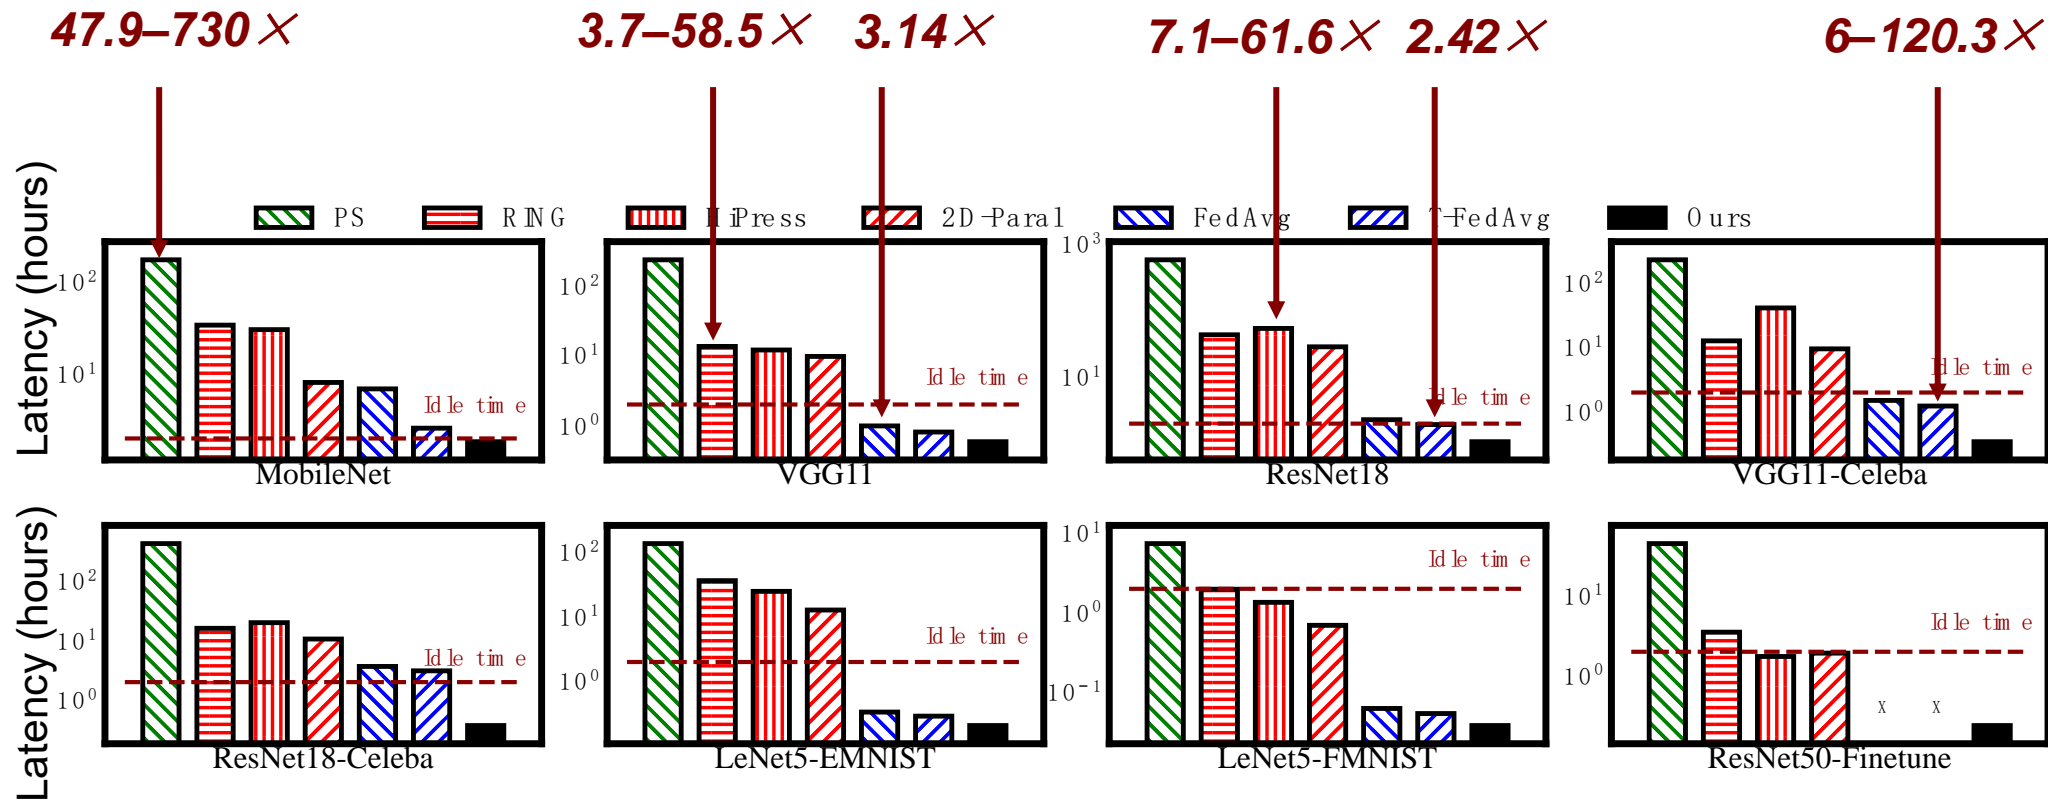 47.9–730× 3.7–58.5× 3.14× 7.1–61.6× 2.42× 6–120.3×
PS RING HiPress 2D-Paral FedAvg T-FedAvg Ours
Latency (hours)
10² 10¹ Idle time
MobileNet
10² 10¹ 10⁰ Idle time
VGG11
10³ 10¹ Idle time
ResNet18
10² 10¹ 10⁰ Idle time
VGG11-Celeba
Latency (hours)
10² 10¹ 10⁰ Idle time
ResNet18-Celeba
10² 10¹ 10⁰ Idle time
LeNet5-EMNIST
10¹ 10⁰ 10⁻¹ Idle time
LeNet5-FMNIST
10¹ 10⁰ Idle time
x x
ResNet50-Finetune